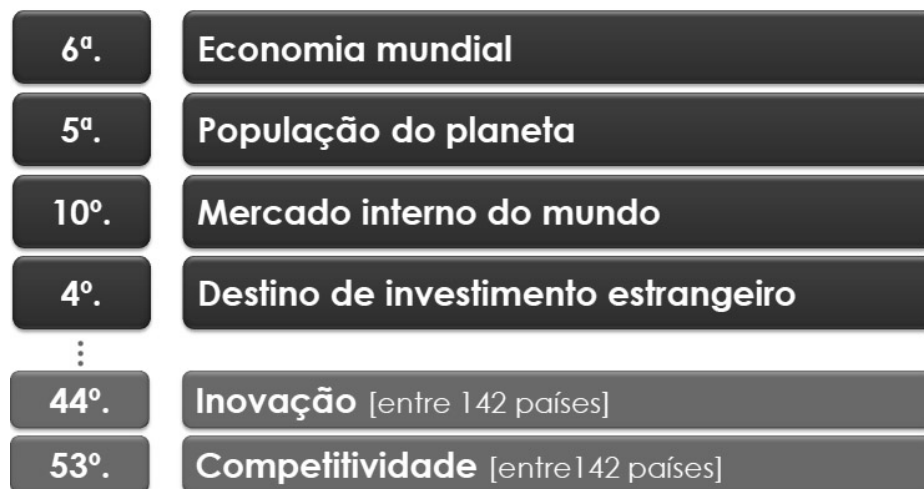 6ª. Economia mundial
5ª. População do planeta
10º. Mercado interno do mundo
4º. Destino de investimento estrangeiro
44º. Inovação [entre 142 países]
53º. Competitividade [entre142 países]